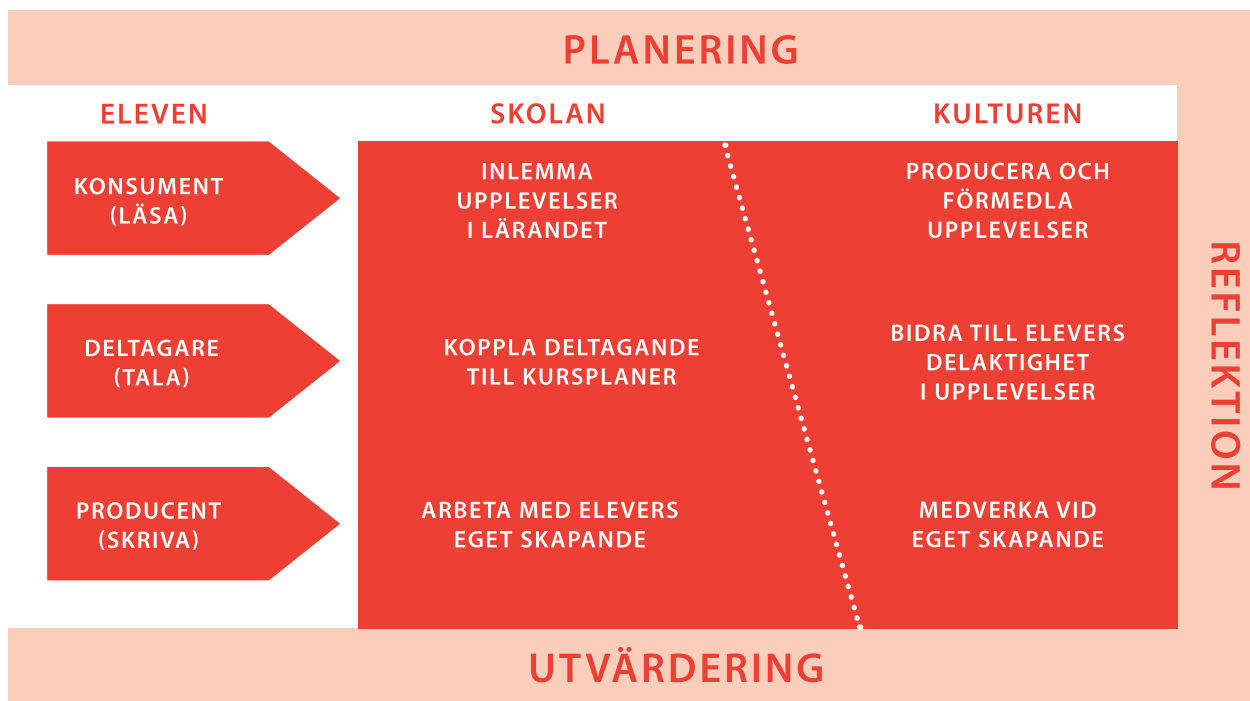 PLANERING
ELEVEN
SKOLAN
KULTUREN
KONSUMENT
(LÄSA)
INLEMMA
UPPLEVELSER
I LÄRANDET
PRODUCERA OCH
FÖRMEDLA
UPPLEVELSER
DELTAGARE
(TALA)
KOPPLA DELTAGANDE
TILL KURSPLANER
BIDRA TILL ELEVERS
DELAKTIGHET
I UPPLEVELSER
PRODUCENT
(SKRIVA)
ARBETA MED ELEVERS
EGET SKAPANDE
MEDVERKA VID
EGET SKAPANDE
REFLEKTION
UTVÄRDERING